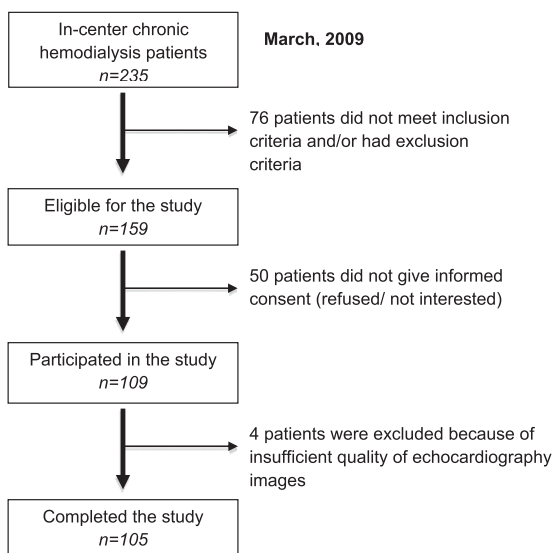 In-center chronic
hemodialysis patients
n=235
March, 2009
76 patients did not meet inclusion
criteria and/or had exclusion
criteria
Eligible for the study
n=159
50 patients did not give informed
consent (refused/ not interested)
Participated in the study
n=109
4 patients were excluded because of
insufficient quality of echocardiography
images
Completed the study
n=105